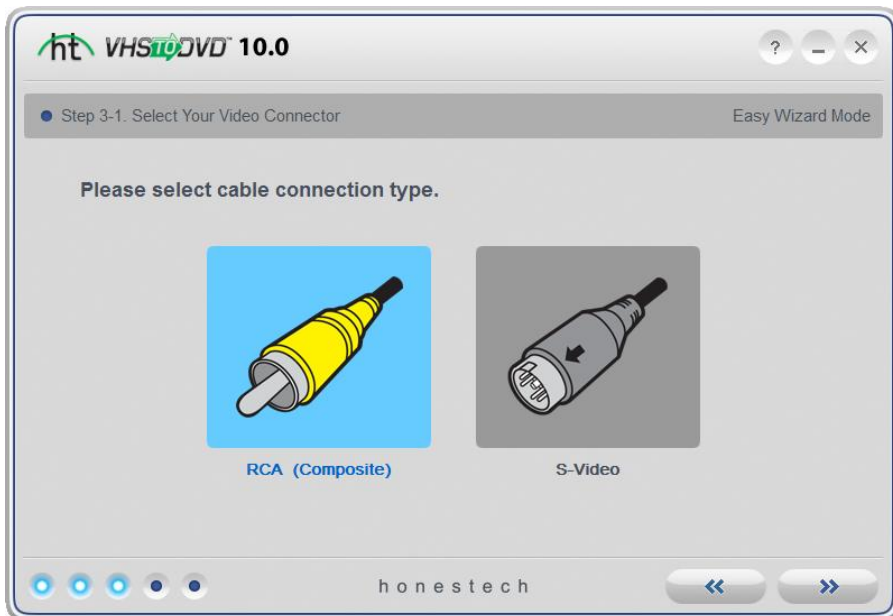 ht VHSTODVD™ 10.0
?
Step 3-1. Select Your Video Connector Easy Wizard Mode
Please select cable connection type.
RCA (Composite) S-Video
honestech